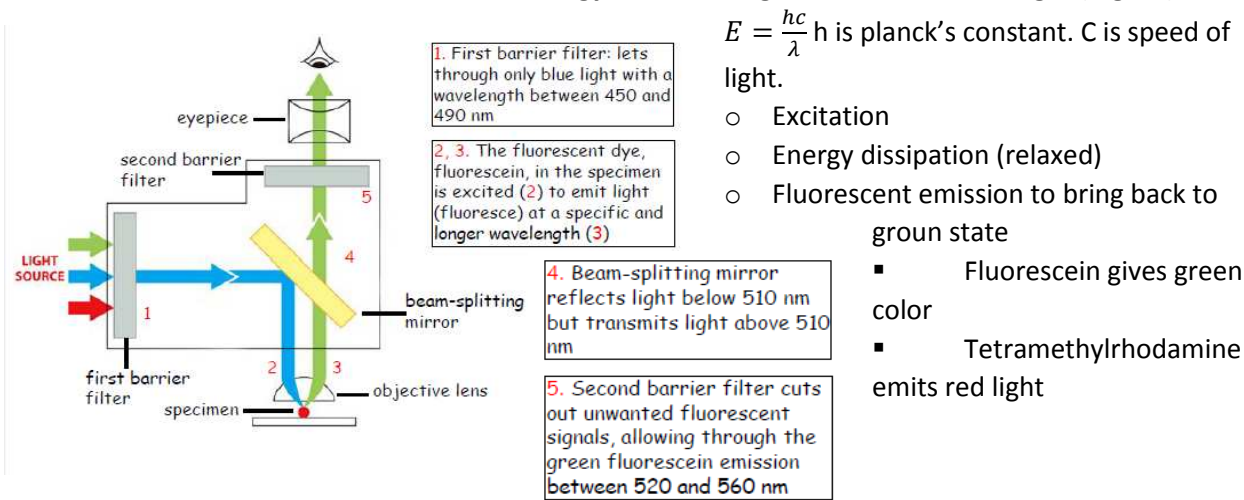 eyepiece
second barrier
filter
5
LIGHT
SOURCE
4
1
beam-splitting
mirror
2
3
first barrier
filter
objective lens
specimen
1. First barrier filter: lets
through only blue light with a
wavelength between 450 and
490 nm
2, 3. The fluorescent dye,
fluorescein, in the specimen
is excited (2) to emit light
(fluoresce) at a specific and
longer wavelength (3)
4. Beam-splitting mirror
reflects light below 510 nm
but transmits light above 510
nm
5. Second barrier filter cuts
out unwanted fluorescent
signals, allowing through the
green fluorescein emission
between 520 and 560 nm
E = hc/λ h is planck’s constant. C is speed of
light.
o Excitation
o Energy dissipation (relaxed)
o Fluorescent emission to bring back to
groun state
▪ Fluorescein gives green
color
▪ Tetramethylrhodamine
emits red light